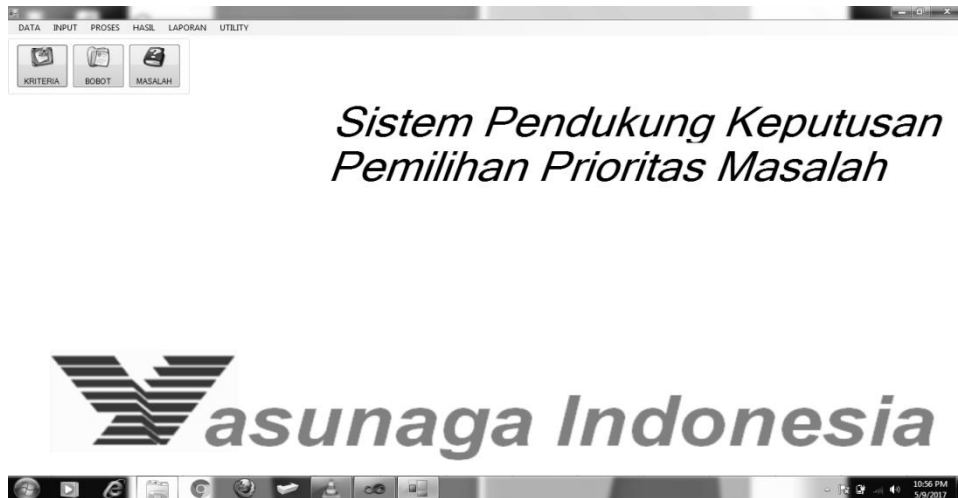 DATA INPUT PROSES HASIL LAPORAN UTILITY
KRITERIA BOBOT MASALAH
Sistem Pendukung Keputusan
Pemilihan Prioritas Masalah
Yasunaga Indonesia
10:56 PM
5/9/2017